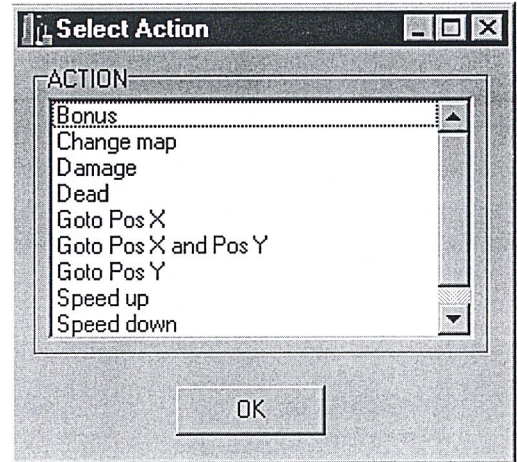 Select Action
ACTION
Bonus
Change map
Damage
Dead
Goto Pos X
Goto Pos X and Pos Y
Goto Pos Y
Speed up
Speed down
OK